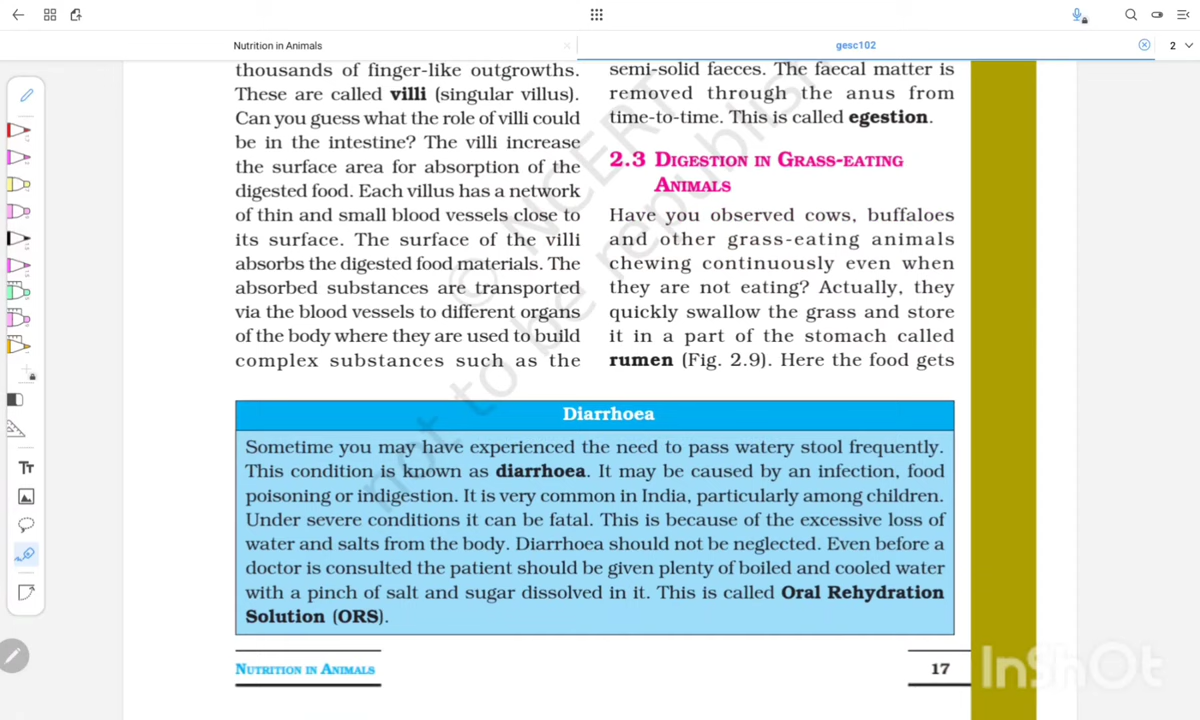 Nutrition in Animals
gesc102
2
thousands of finger-like outgrowths.
These are called villi (singular villus).
Can you guess what the role of villi could
be in the intestine? The villi increase
the surface area for absorption of the
digested food. Each villus has a network
of thin and small blood vessels close to
its surface. The surface of the villi
absorbs the digested food materials. The
absorbed substances are transported
via the blood vessels to different organs
of the body where they are used to build
complex substances such as the
semi-solid faeces. The faecal matter is
removed through the anus from
time-to-time. This is called egestion.
2.3 DIGESTION IN GRASS-EATING
ANIMALS
Have you observed cows, buffaloes
and other grass-eating animals
chewing continuously even when
they are not eating? Actually, they
quickly swallow the grass and store
it in a part of the stomach called
rumen (Fig. 2.9). Here the food gets
Diarrhoea
Sometime you may have experienced the need to pass watery stool frequently.
This condition is known as diarrhoea. It may be caused by an infection, food
poisoning or indigestion. It is very common in India, particularly among children.
Under severe conditions it can be fatal. This is because of the excessive loss of
water and salts from the body. Diarrhoea should not be neglected. Even before a
doctor is consulted the patient should be given plenty of boiled and cooled water
with a pinch of salt and sugar dissolved in it. This is called Oral Rehydration
Solution (ORS).
NUTRITION IN ANIMALS
17
© NCERT
not to be republis
InShOt
Tт